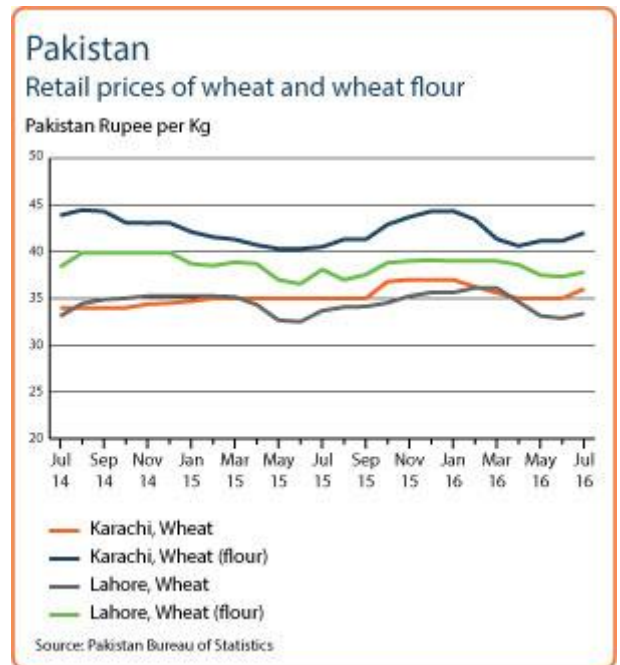 Pakistan
Retail prices of wheat and wheat flour
Pakistan Rupee per Kg
50
45
40
35
30
25
20
Jul Sep Nov Jan Mar May Jul Sep Nov Jan Mar May Jul
14 14 14 15 15 15 15 15 15 16 16 16 16
Karachi, Wheat
Karachi, Wheat (flour)
Lahore, Wheat
Lahore, Wheat (flour)
Source: Pakistan Bureau of Statistics